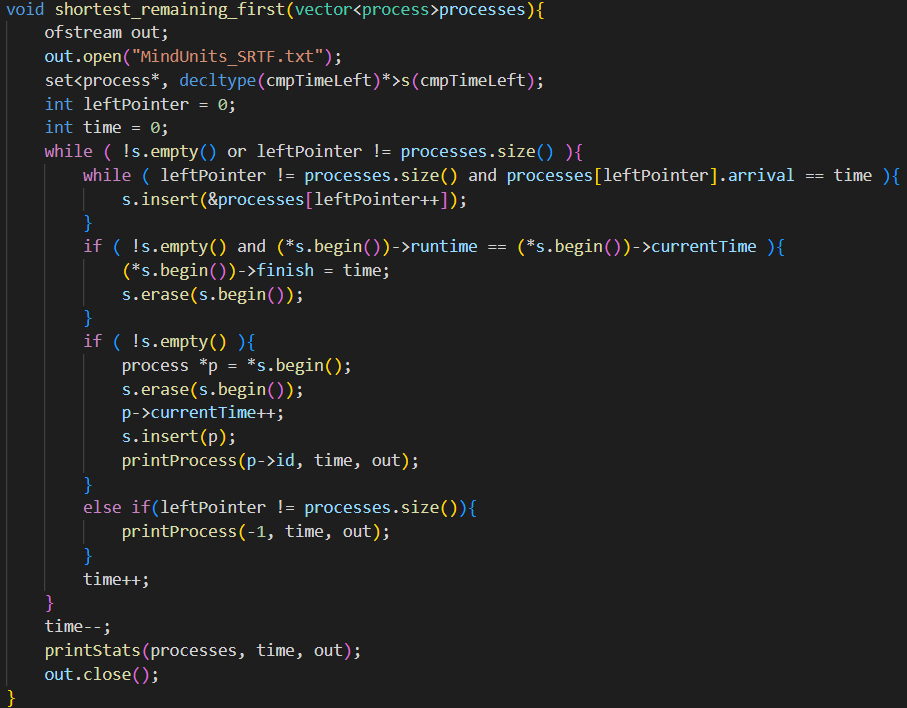 void shortest_remaining_first(vector<process>processes){
    ofstream out;
    out.open("MindUnits_SRTF.txt");
    set<process*, decltype(cmpTimeLeft)*>s(cmpTimeLeft);
    int leftPointer = 0;
    int time = 0;
    while ( !s.empty() or leftPointer != processes.size() ){
        while ( leftPointer != processes.size() and processes[leftPointer].arrival == time ){
            s.insert(&processes[leftPointer++]);
        }
        if ( !s.empty() and (*s.begin())->runtime == (*s.begin())->currentTime ){
            (*s.begin())->finish = time;
            s.erase(s.begin());
        }
        if ( !s.empty() ){
            process *p = *s.begin();
            s.erase(s.begin());
            p->currentTime++;
            s.insert(p);
            printProcess(p->id, time, out);
        }
        else if(leftPointer != processes.size()){
            printProcess(-1, time, out);
        }
        time++;
    }
    time--;
    printStats(processes, time, out);
    out.close();
}